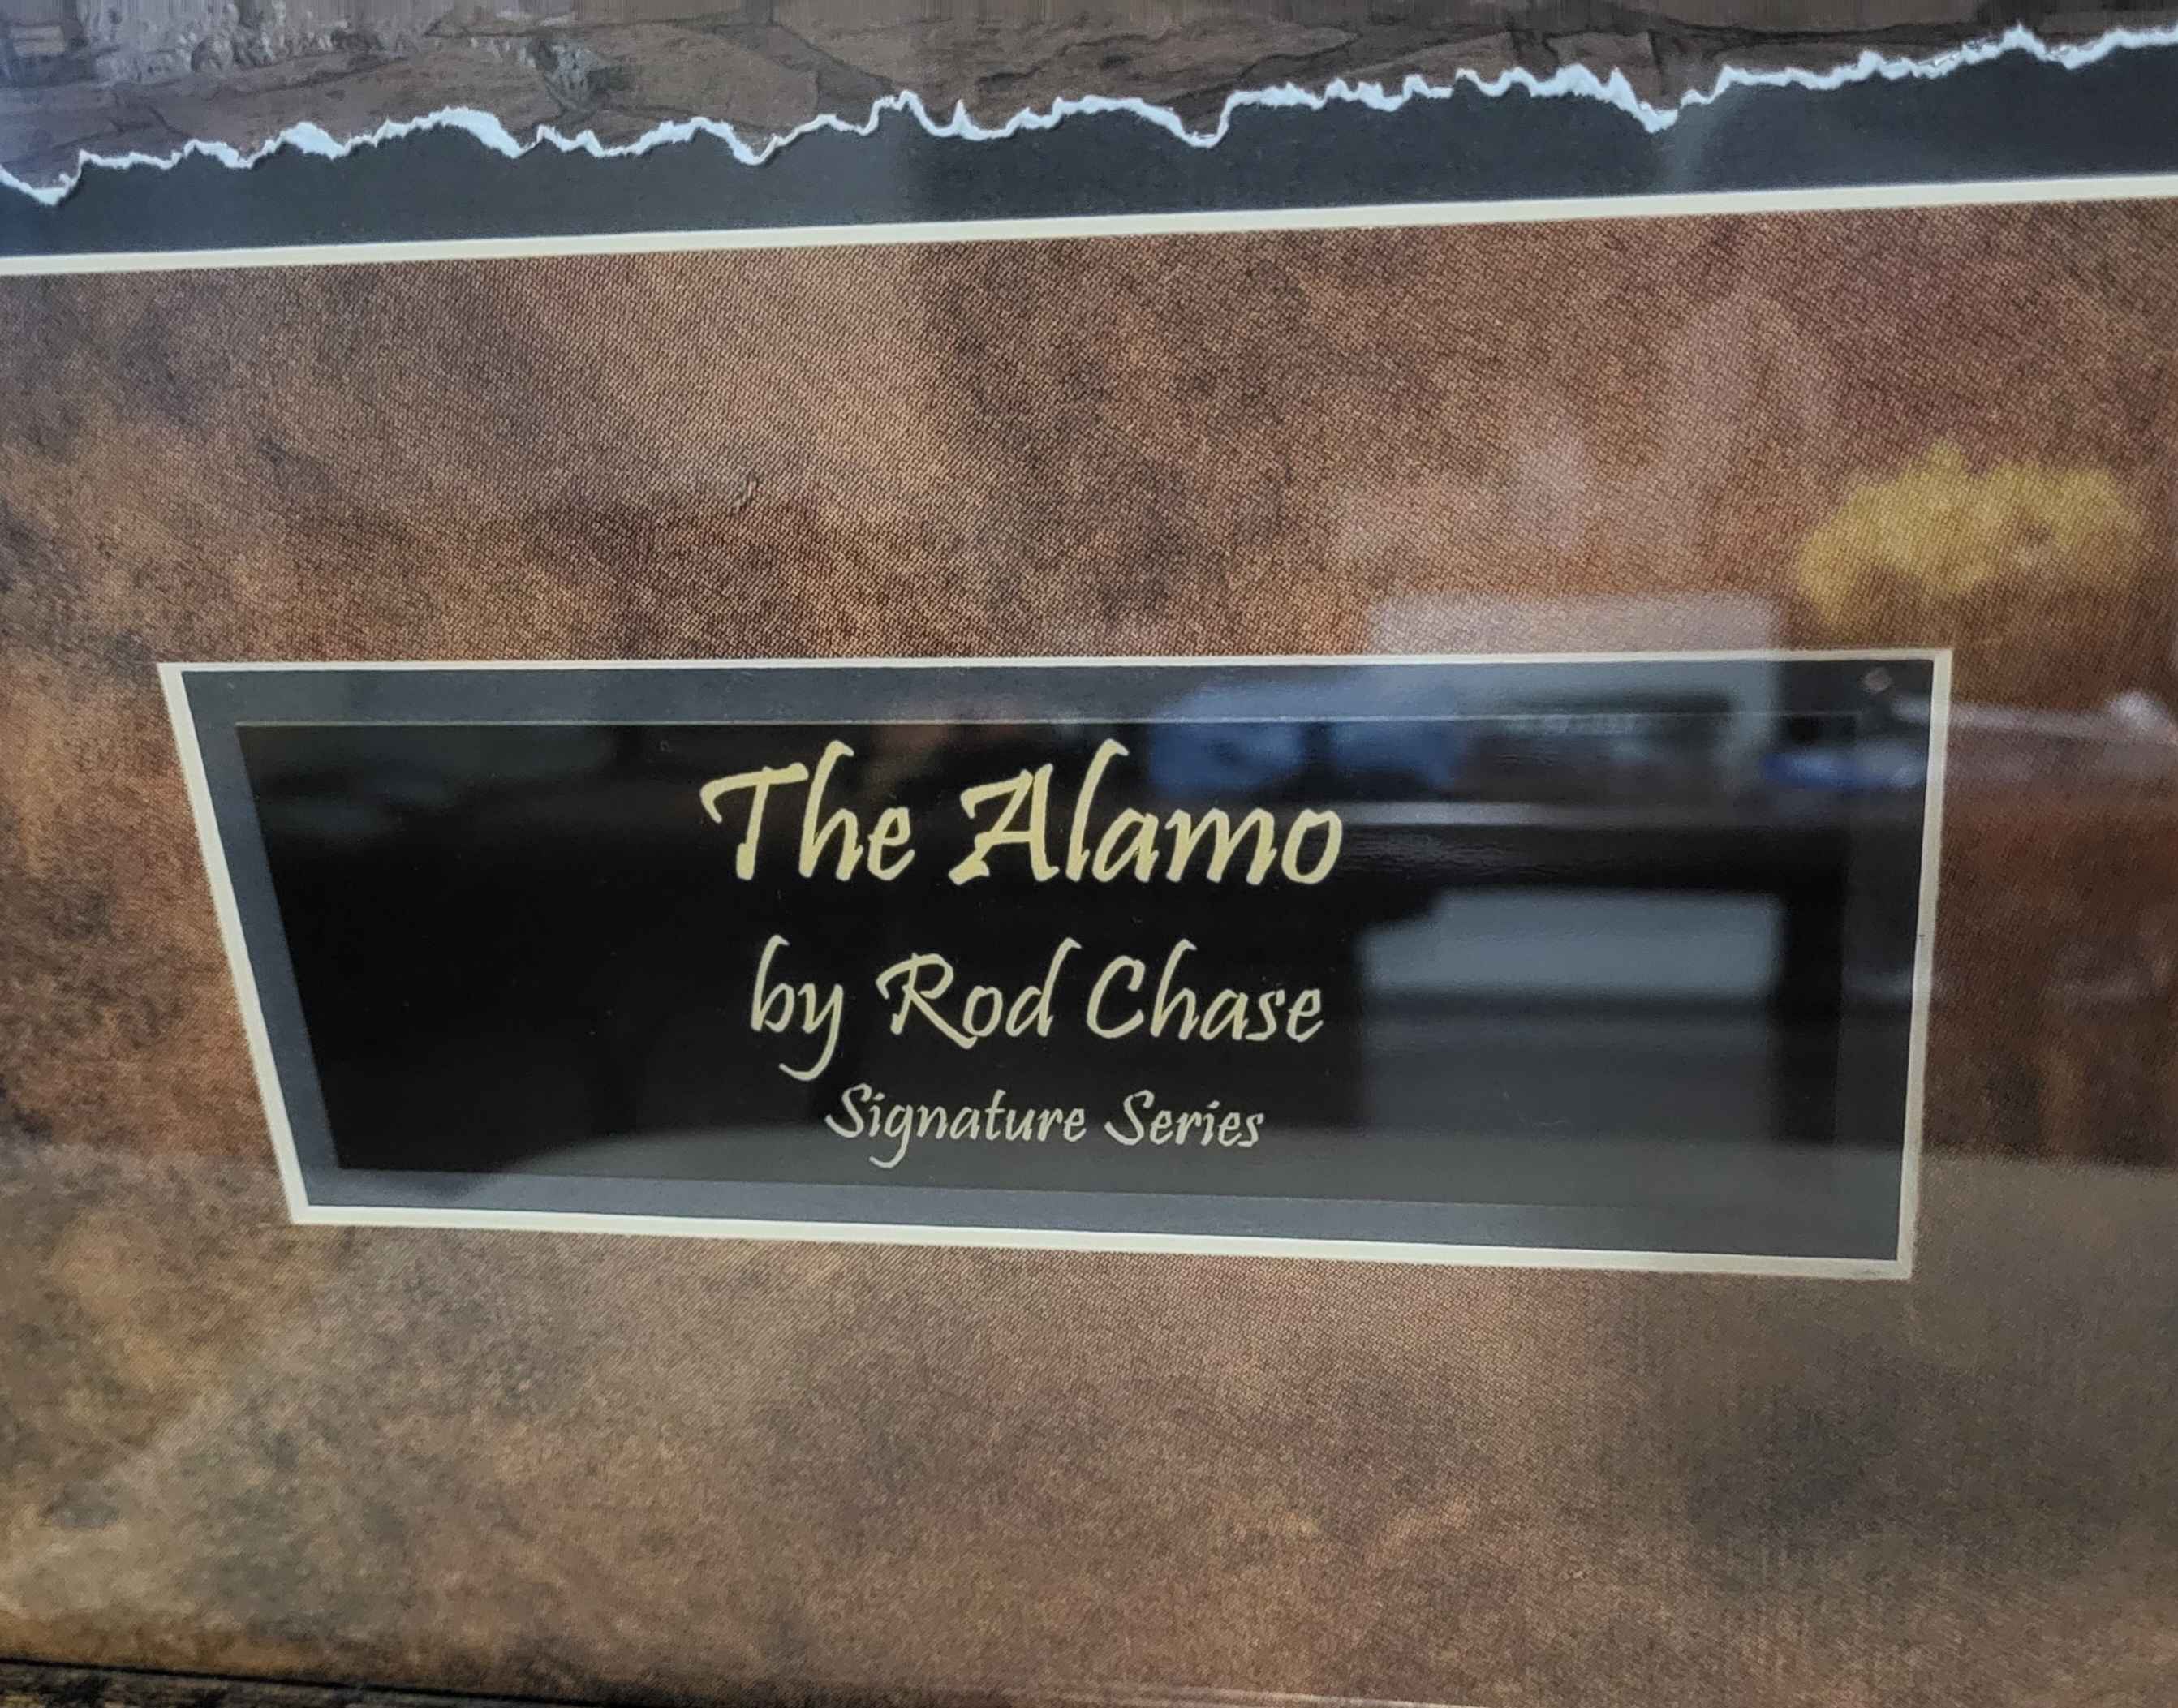 The Alamo
by Rod Chase
Signature Series